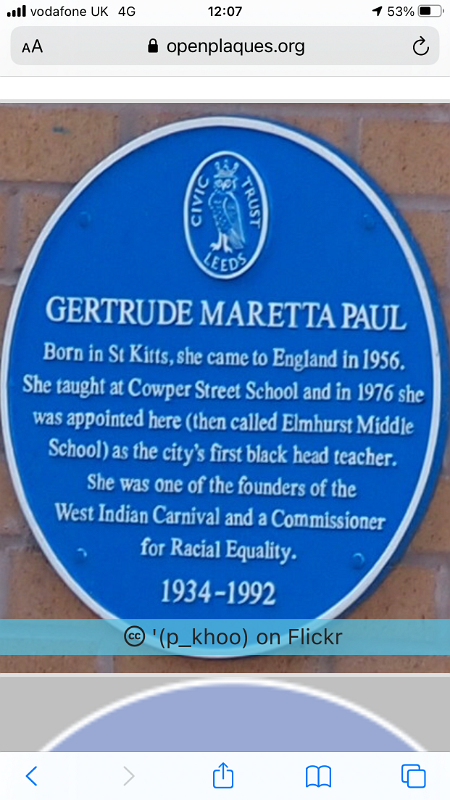 vodafone UK 4G 12:07 53%
AA openplaques.org
CIVIC TRUST
LEEDS
GERTRUDE MARETTA PAUL
Born in St Kitts, she came to England in 1956.
She taught at Cowper Street School and in 1976 she
was appointed here (then called Elmhurst Middle
School) as the city's first black head teacher.
She was one of the founders of the
West Indian Carnival and a Commissioner
for Racial Equality.
1934-1992
cc '(p_khoo) on Flickr